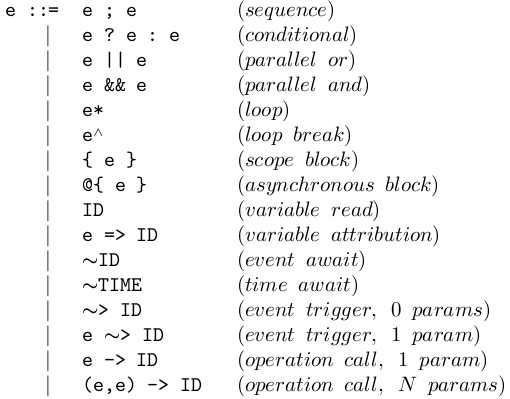 e ::= e ; e (sequence)
| e ? e : e (conditional)
| e || e (parallel or)
| e && e (parallel and)
| e* (loop)
| e^ (loop break)
| { e } (scope block)
| @{ e } (asynchronous block)
| ID (variable read)
| e => ID (variable attribution)
| ∼ID (event await)
| ∼TIME (time await)
| ∼> ID (event trigger, 0 params)
| e ∼> ID (event trigger, 1 param)
| e -> ID (operation call, 1 param)
| (e,e) -> ID (operation call, N params)